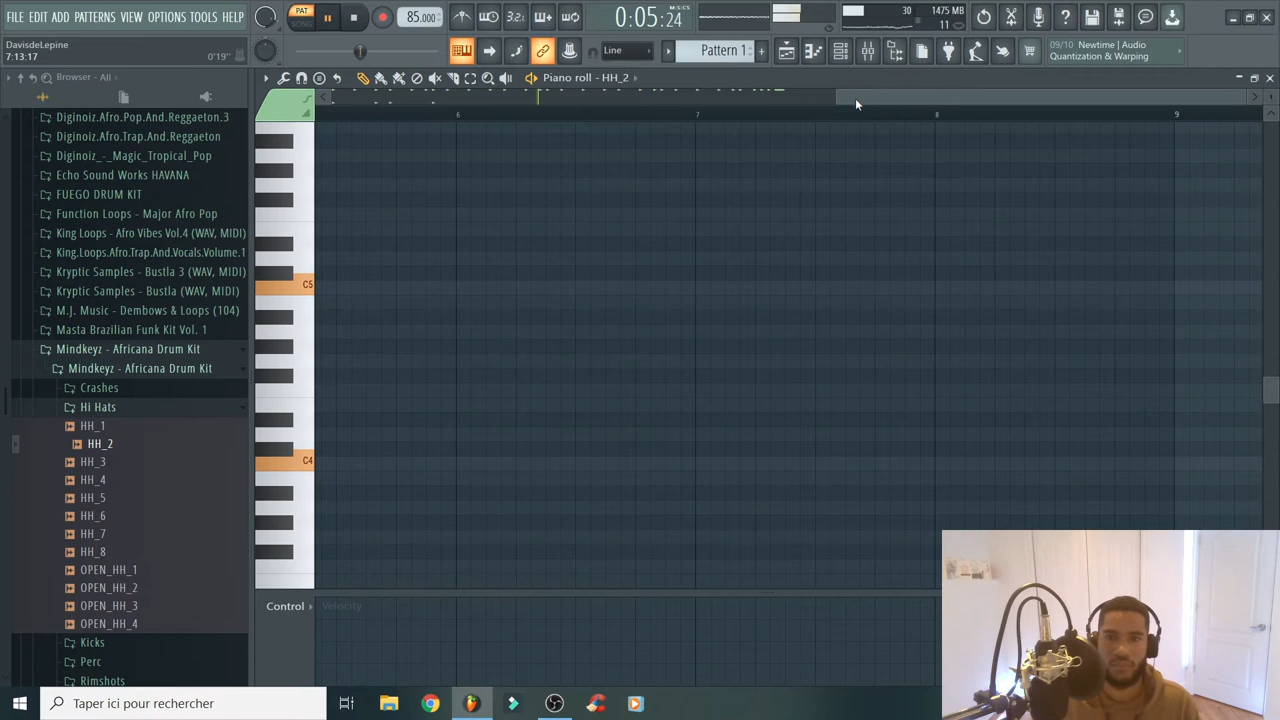 FILE EDIT ADD PATTERNS VIEW OPTIONS TOOLS HELP
PAT
SONG
85.000
0:05:24
M:S:CS
30
1475 MB
11
DavisdeLeprim
7:13:17
0'19"
Line
Pattern 1
09/10 Newtime | Audio
Quantization & Warping
Browser - All
Piano roll - HH_2
6
7
8
9
Diginoiz.Afro.Pop.And.Reggaeton 3
Diginoiz.Afro.Trap.And.Reggaton
Diginoiz_-_Magic_Tropical_Pop
Echo Sound Works HAVANA
FUEGO DRUM KIT
Function Loops - Major Afro Pop
King Loops - Afro Vibes Vol.4 (WAV, MIDI)
King.Loops.Afro.Trap.And.Vocals.Volume.1
Kryptic Samples - Bustla 3 (WAV, MIDI)
Kryptic Samples - Bustla (WAV, MIDI)
M.J. Music - Dembows & Loops (104)
Masta Brazilian Funk Kit Vol. 1
Mindkeyz - Africana Drum Kit
Mindkeyz - Africana Drum Kit
Crashes
Hi Hats
HH_1
HH_2
HH_3
HH_4
HH_5
HH_6
HH_7
HH_8
OPEN_HH_1
OPEN_HH_2
OPEN_HH_3
OPEN_HH_4
Kicks
Perc
Rimshots
C5
C4
Control
Velocity
Taper ici pour rechercher